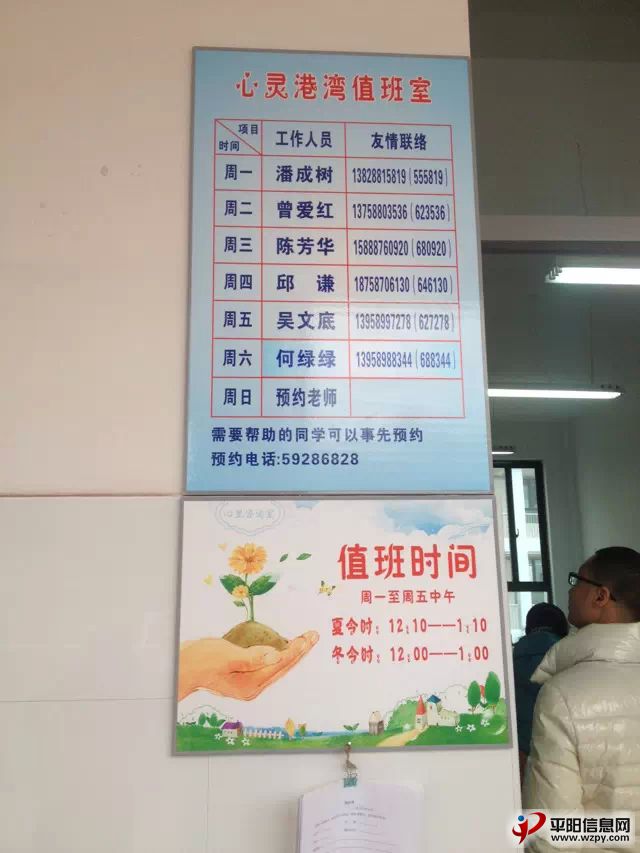 心灵港湾值班室
项目
时间 工作人员 友情联络
周一 潘成树 13828815819(555819)
周二 曾爱红 13758803536(623536)
周三 陈芳华 15888760920(680920)
周四 邱 谦 18758706130(646130)
周五 吴文底 13958997278(627278)
周六 何绿绿 13958988344(688344)
周日 预约老师
需要帮助的同学可以事先预约
预约电话:59286828
心理咨询室
值班时间
周一至周五中午
夏令时：12:10——1:10
冬令时：12:00——1:00
平阳信息网
www.wzpy.com